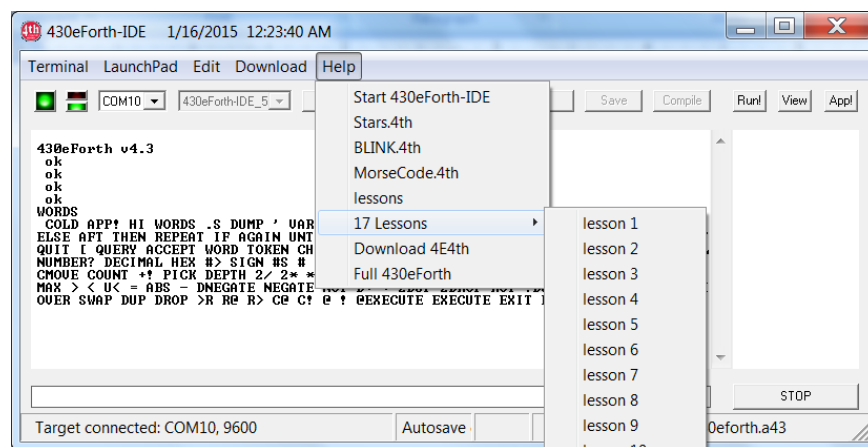 4th 430eForth-IDE 1/16/2015 12:23:40 AM
Terminal LaunchPad Edit Download Help
COM10 430eForth-IDE_5 Save Compile Run! View App!
Start 430eForth-IDE
Stars.4th
BLINK.4th
MorseCode.4th
lessons
17 Lessons
Download 4E4th
Full 430eForth
lesson 1
lesson 2
lesson 3
lesson 4
lesson 5
lesson 6
lesson 7
lesson 8
lesson 9
430eForth v4.3
ok
ok
ok
ok
WORDS
COLD APP! HI WORDS .S DUMP ' VAR
ELSE AFT THEN REPEAT IF AGAIN UNT
QUIT [ QUERY ACCEPT WORD TOKEN CH
NUMBER? DECIMAL HEX #> SIGN #S #
CMOVE COUNT +! PICK DEPTH 2/ 2* *
MAX > < U< = ABS - DNEGATE NEGATE
OVER SWAP DUP DROP >R R@ R> C@ C! @ ! @EXECUTE EXECUTE EXIT
STOP
Target connected: COM10, 9600 Autosave 0eforth.a43